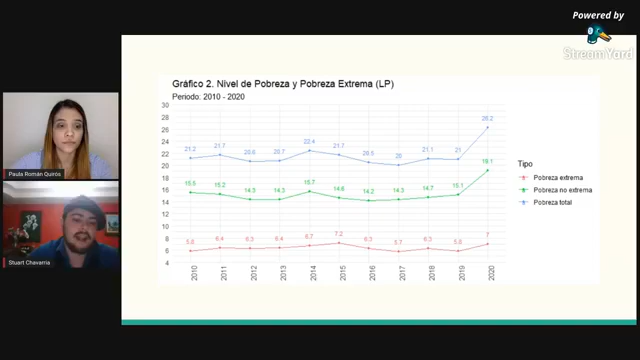 Powered by
StreamYard
Gráfico 2. Nivel de Pobreza y Pobreza Extrema (LP)
Periodo: 2010 - 2020
30
28
26
24
22
20
18
16
14
12
10
8
6
4
21.2 21.7 20.6 20.7 22.4 21.7 20.5 20 21.1 21 26.2
15.5 15.2 14.3 14.3 15.7 14.6 14.2 14.3 14.7 15.1 19.1
5.8 6.4 6.3 6.4 6.7 7.2 6.3 5.7 6.3 5.8 7
2010 2011 2012 2013 2014 2015 2016 2017 2018 2019 2020
Tipo
Pobreza extrema
Pobreza no extrema
Pobreza total
Paula Román Quirós
Stuart Chavarria